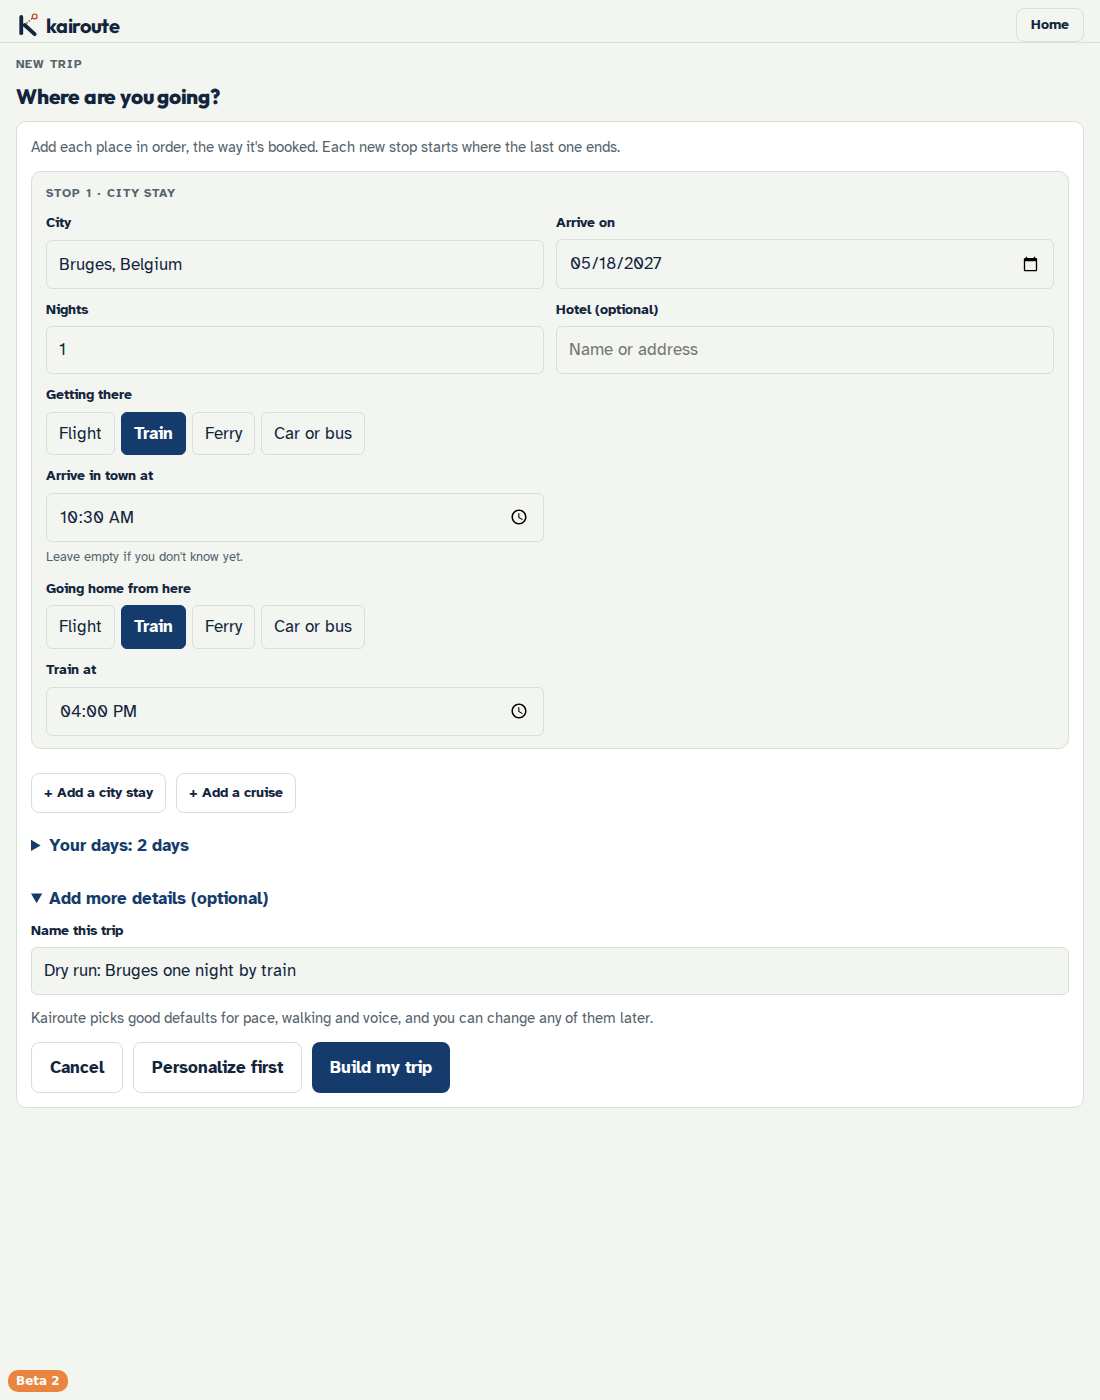 kairoute
Home
NEW TRIP
Where are you going?
Add each place in order, the way it's booked. Each new stop starts where the last one ends.
STOP 1 · CITY STAY
City
Arrive on
Bruges, Belgium
05/18/2027
Nights
Hotel (optional)
1
Name or address
Getting there
Flight
Train
Ferry
Car or bus
Arrive in town at
10:30 AM
Leave empty if you don't know yet.
Going home from here
Flight
Train
Ferry
Car or bus
Train at
04:00 PM
+ Add a city stay
+ Add a cruise
Your days: 2 days
Add more details (optional)
Name this trip
Dry run: Bruges one night by train
Kairoute picks good defaults for pace, walking and voice, and you can change any of them later.
Cancel
Personalize first
Build my trip
Beta 2